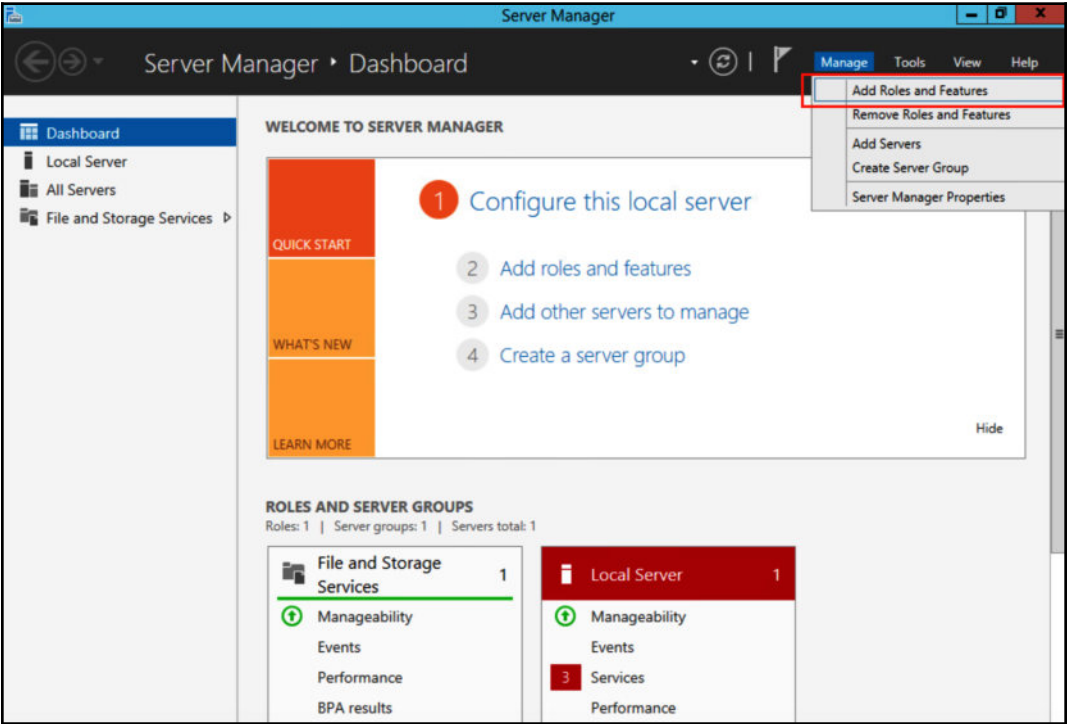 Server Manager
Server Manager • Dashboard
Manage Tools View Help
Add Roles and Features
Remove Roles and Features
Add Servers
Create Server Group
Server Manager Properties
Dashboard
Local Server
All Servers
File and Storage Services
WELCOME TO SERVER MANAGER
QUICK START
WHAT'S NEW
LEARN MORE
1 Configure this local server
2 Add roles and features
3 Add other servers to manage
4 Create a server group
Hide
ROLES AND SERVER GROUPS
Roles: 1 | Server groups: 1 | Servers total: 1
File and Storage
Services 1
Manageability
Events
Performance
BPA results
Local Server 1
Manageability
Events
3 Services
Performance